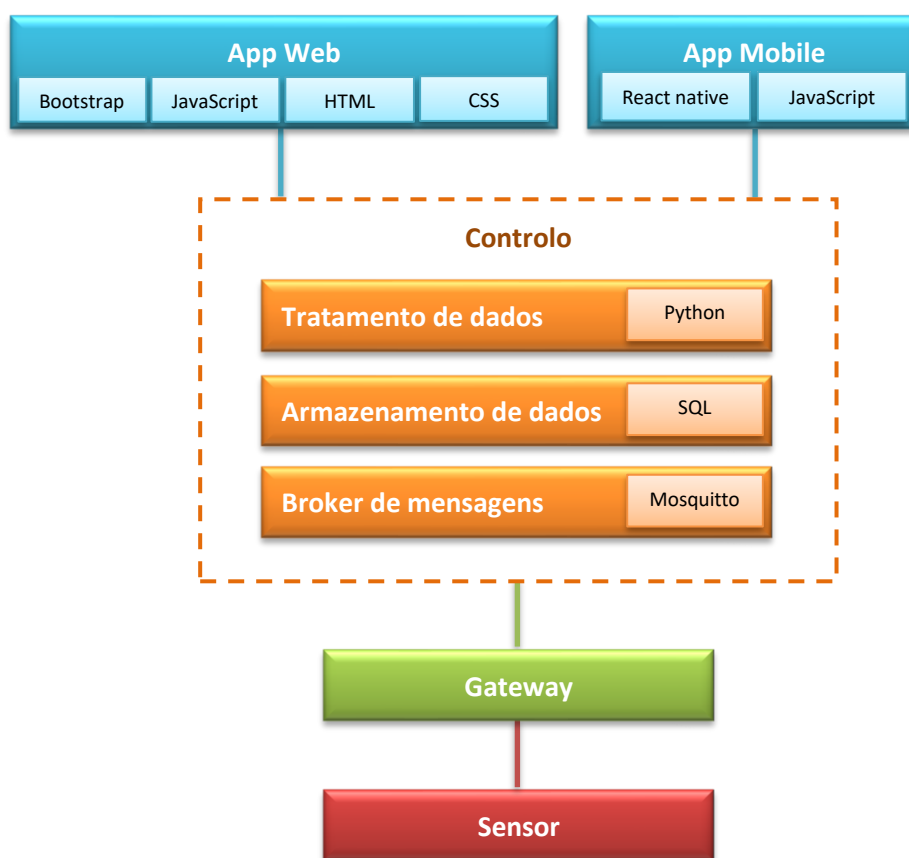 App Web
Bootstrap
JavaScript
HTML
CSS
App Mobile
React native
JavaScript
Controlo
Tratamento de dados
Python
Armazenamento de dados
SQL
Broker de mensagens
Mosquitto
Gateway
Sensor